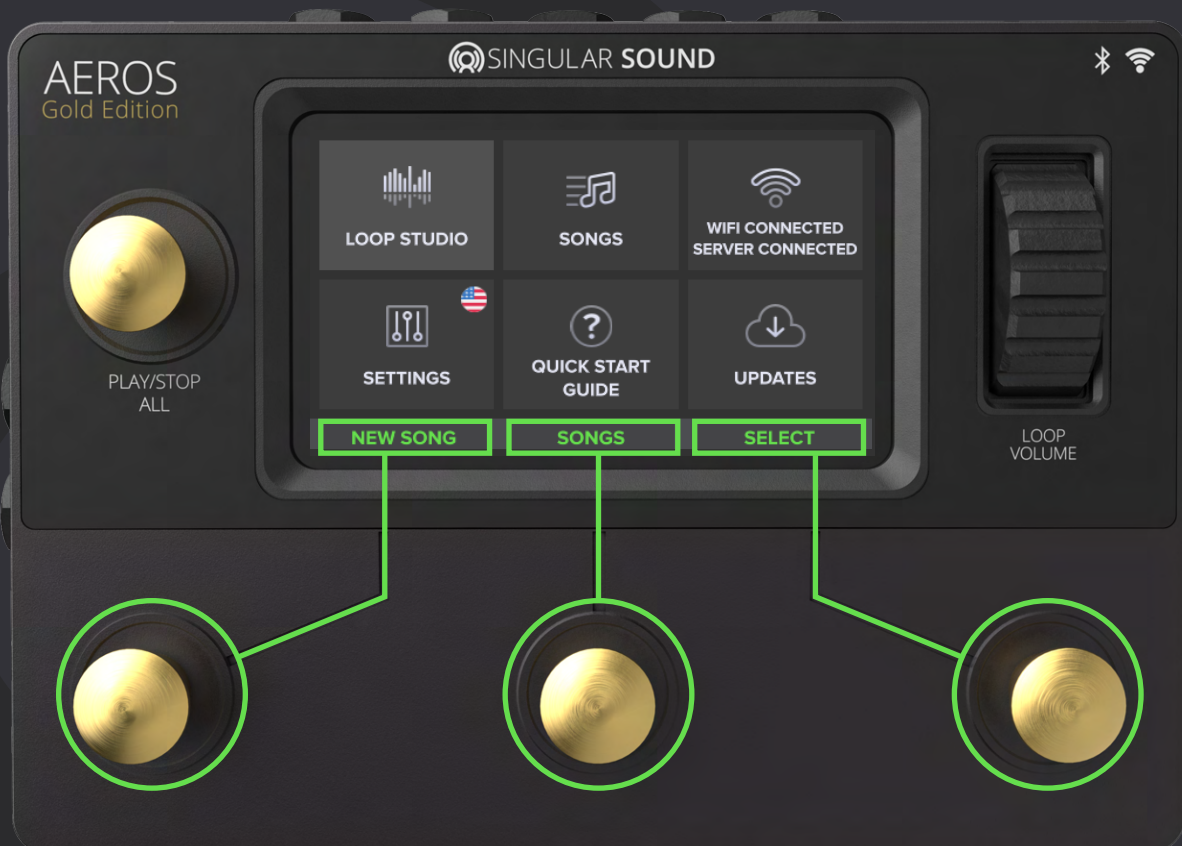 AEROS
Gold Edition
SINGULAR SOUND
LOOP STUDIO
SONGS
WIFI CONNECTED
SERVER CONNECTED
SETTINGS
QUICK START
GUIDE
UPDATES
NEW SONG
SONGS
SELECT
PLAY/STOP
ALL
LOOP
VOLUME